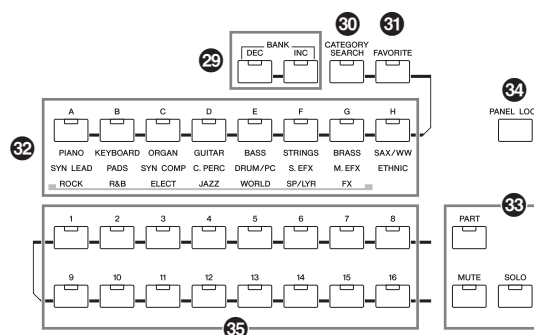 30 31
CATEGORY SEARCH FAVORITE
BANK
29 DEC INC
34
PANEL LOC
A B C D E F G H
32
PIANO KEYBOARD ORGAN GUITAR BASS STRINGS BRASS SAX/WW
SYN LEAD PADS SYN COMP C. PERC DRUM/PC S. EFX M. EFX ETHNIC
ROCK R&B ELECT JAZZ WORLD SP/LYR FX
33
1 2 3 4 5 6 7 8
PART
9 10 11 12 13 14 15 16
MUTE SOLO
35